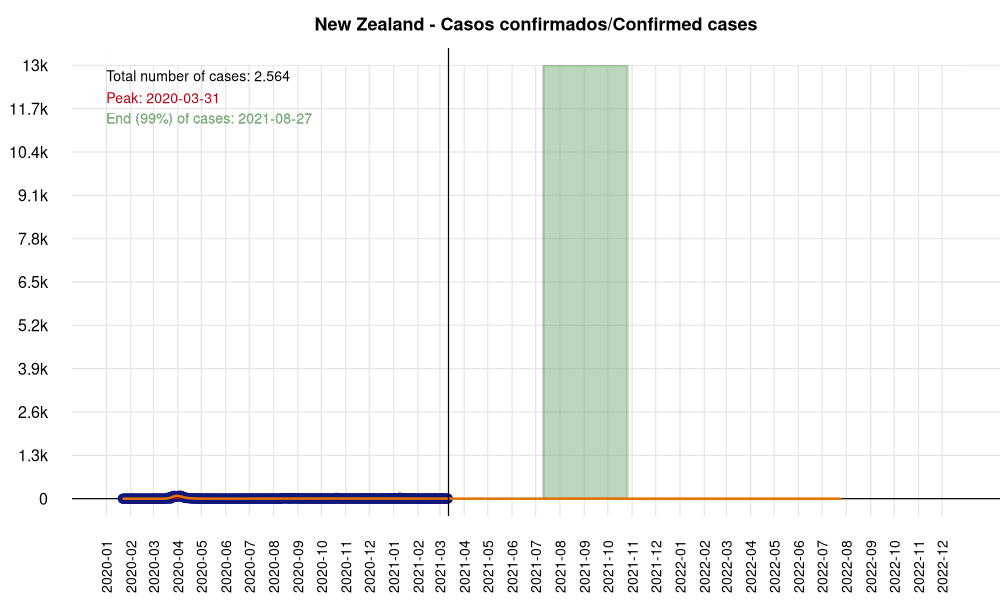 New Zealand - Casos confirmados/Confirmed cases
Total number of cases: 2.564
Peak: 2020-03-31
End (99%) of cases: 2021-08-27
13k
11.7k
10.4k
9.1k
7.8k
6.5k
5.2k
3.9k
2.6k
1.3k
0
2020-01
2020-02
2020-03
2020-04
2020-05
2020-06
2020-07
2020-08
2020-09
2020-10
2020-11
2020-12
2021-01
2021-02
2021-03
2021-04
2021-05
2021-06
2021-07
2021-08
2021-09
2021-10
2021-11
2021-12
2022-01
2022-02
2022-03
2022-04
2022-05
2022-06
2022-07
2022-08
2022-09
2022-10
2022-11
2022-12